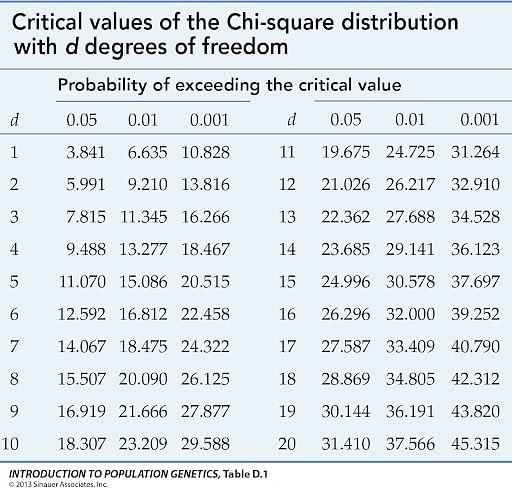 Critical values of the Chi-square distribution
with d degrees of freedom
Probability of exceeding the critical value
d 0.05 0.01 0.001 d 0.05 0.01 0.001
1 3.841 6.635 10.828 11 19.675 24.725 31.264
2 5.991 9.210 13.816 12 21.026 26.217 32.910
3 7.815 11.345 16.266 13 22.362 27.688 34.528
4 9.488 13.277 18.467 14 23.685 29.141 36.123
5 11.070 15.086 20.515 15 24.996 30.578 37.697
6 12.592 16.812 22.458 16 26.296 32.000 39.252
7 14.067 18.475 24.322 17 27.587 33.409 40.790
8 15.507 20.090 26.125 18 28.869 34.805 42.312
9 16.919 21.666 27.877 19 30.144 36.191 43.820
10 18.307 23.209 29.588 20 31.410 37.566 45.315
INTRODUCTION TO POPULATION GENETICS, Table D.1
© 2013 Sinauer Associates, Inc.